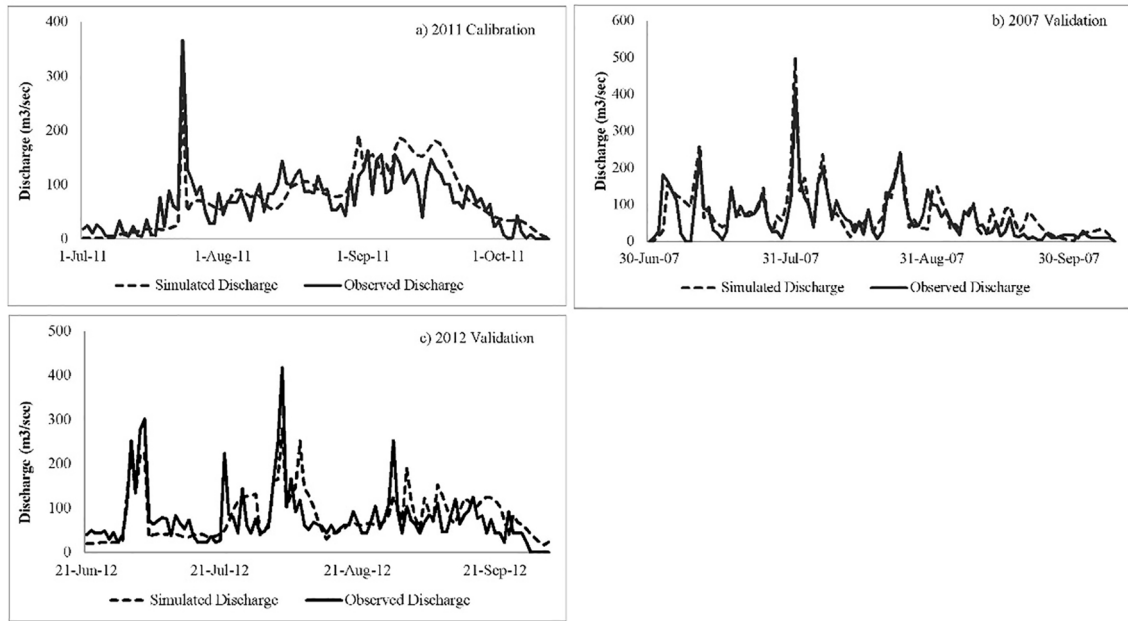 a) 2011 Calibration
Discharge (m3/sec)
400
300
200
100
0
1-Jul-11 1-Aug-11 1-Sep-11 1-Oct-11
Simulated Discharge Observed Discharge
b) 2007 Validation
Discharge (m3/sec)
600
500
400
300
200
100
0
30-Jun-07 31-Jul-07 31-Aug-07 30-Sep-07
Simulated Discharge Observed Discharge
c) 2012 Validation
Discharge (m3/sec)
500
400
300
200
100
0
21-Jun-12 21-Jul-12 21-Aug-12 21-Sep-12
Simulated Discharge Observed Discharge